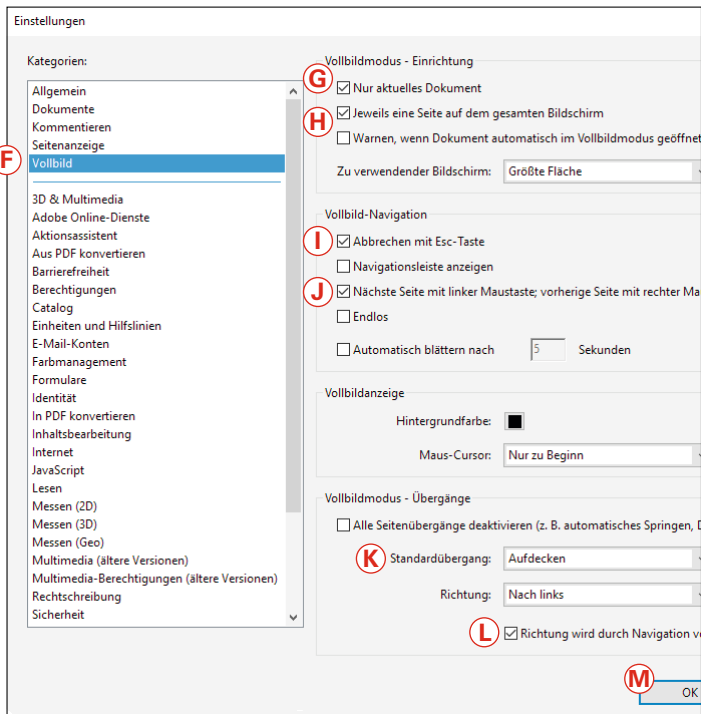 Einstellungen
Kategorien:
Allgemein
Dokumente
Kommentieren
Seitenanzeige
F Vollbild
3D & Multimedia
Adobe Online-Dienste
Aktionsassistent
Aus PDF konvertieren
Barrierefreiheit
Berechtigungen
Catalog
Einheiten und Hilfslinien
E-Mail-Konten
Farbmanagement
Formulare
Identität
In PDF konvertieren
Inhaltsbearbeitung
Internet
JavaScript
Lesen
Messen (2D)
Messen (3D)
Messen (Geo)
Multimedia (ältere Versionen)
Multimedia-Berechtigungen (ältere Versionen)
Rechtschreibung
Sicherheit
Vollbildmodus - Einrichtung
G Nur aktuelles Dokument
H Jeweils eine Seite auf dem gesamten Bildschirm
Warnen, wenn Dokument automatisch im Vollbildmodus geöffnet
Zu verwendender Bildschirm: Größte Fläche
Vollbild-Navigation
I Abbrechen mit Esc-Taste
Navigationsleiste anzeigen
J Nächste Seite mit linker Maustaste; vorherige Seite mit rechter Ma
Endlos
Automatisch blättern nach 5 Sekunden
Vollbildanzeige
Hintergrundfarbe:
Maus-Cursor: Nur zu Beginn
Vollbildmodus - Übergänge
Alle Seitenübergänge deaktivieren (z. B. automatisches Springen, D
K Standardübergang: Aufdecken
Richtung: Nach links
L Richtung wird durch Navigation v
M OK